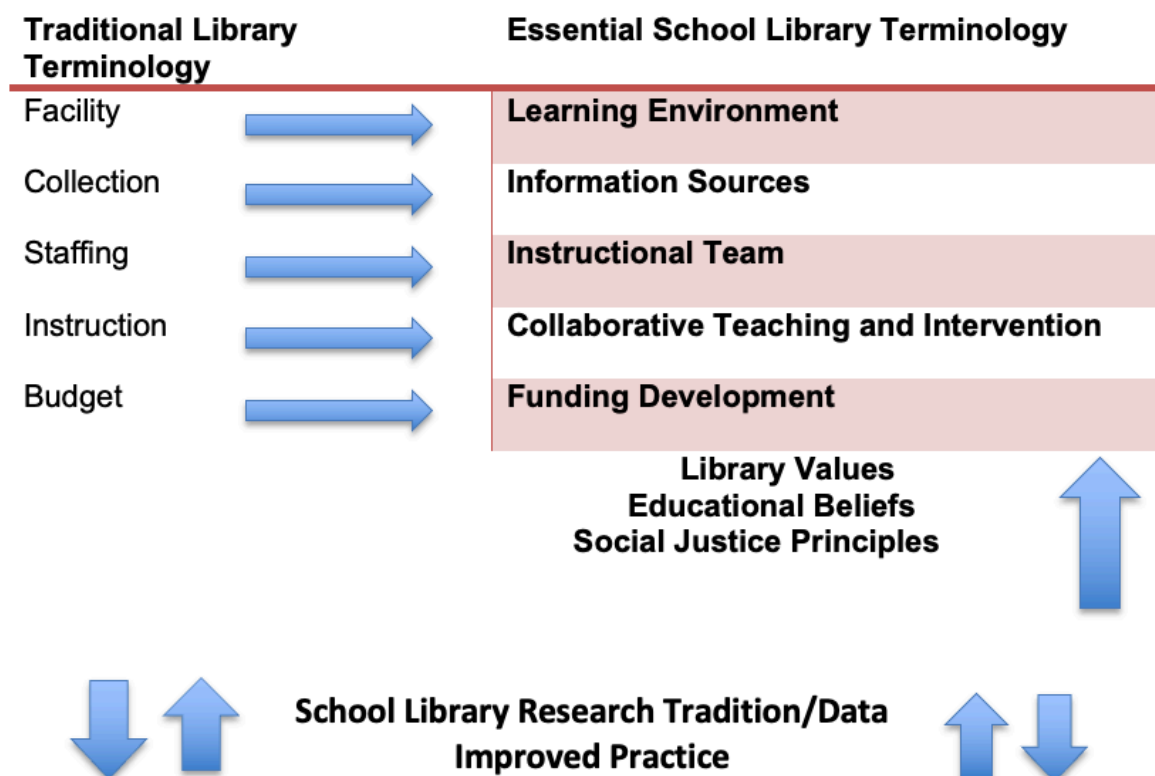 Traditional Library
Terminology
Essential School Library Terminology
Facility
Learning Environment
Collection
Information Sources
Staffing
Instructional Team
Instruction
Collaborative Teaching and Intervention
Budget
Funding Development
Library Values
Educational Beliefs
Social Justice Principles
School Library Research Tradition/Data
Improved Practice